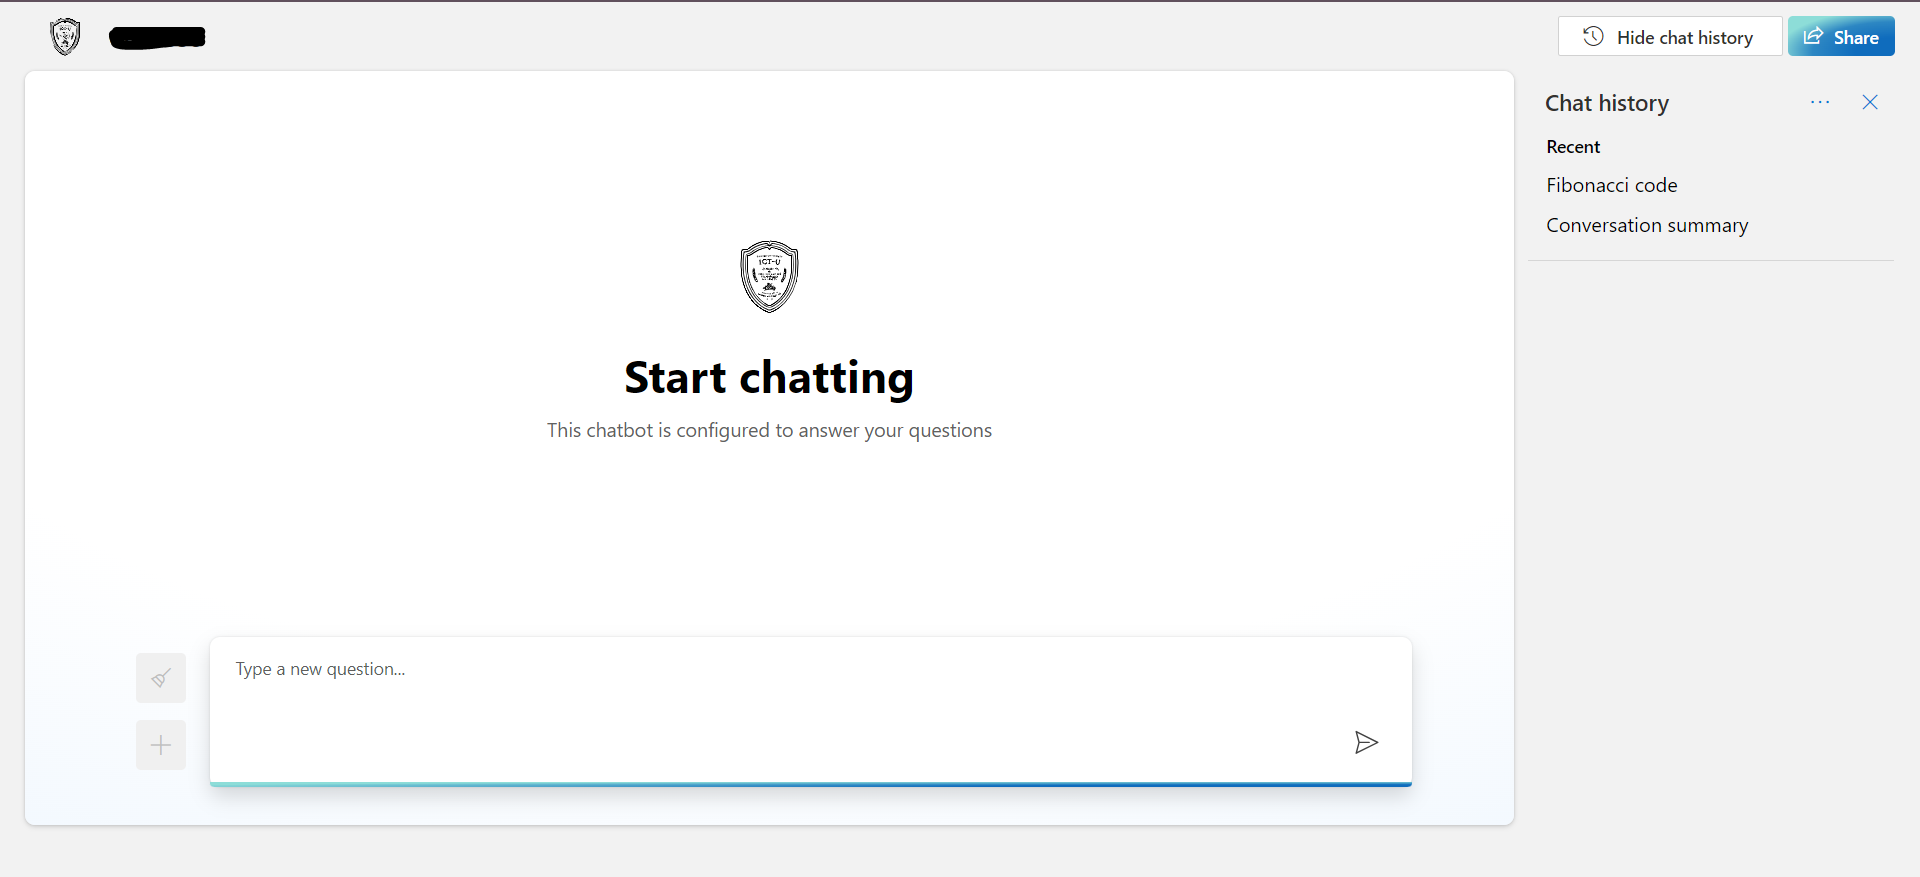 Hide chat history
Share
Chat history
Recent
Fibonacci code
Conversation summary
ICT-U
Start chatting
This chatbot is configured to answer your questions
Type a new question...